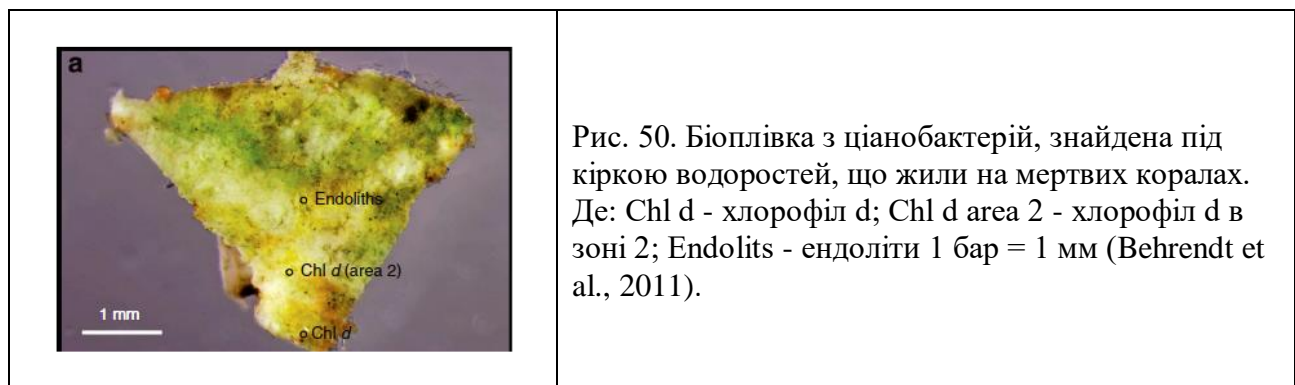 a
Endoliths
Chl d (area 2)
1 mm
Chl d
Рис. 50. Біоплівка з ціанобактерій, знайдена під
кіркою водоростей, що жили на мертвих коралах.
Де: Chl d - хлорофіл d; Chl d area 2 - хлорофіл d в
зоні 2; Endolits - ендоліти 1 бар = 1 мм (Behrendt et
al., 2011).